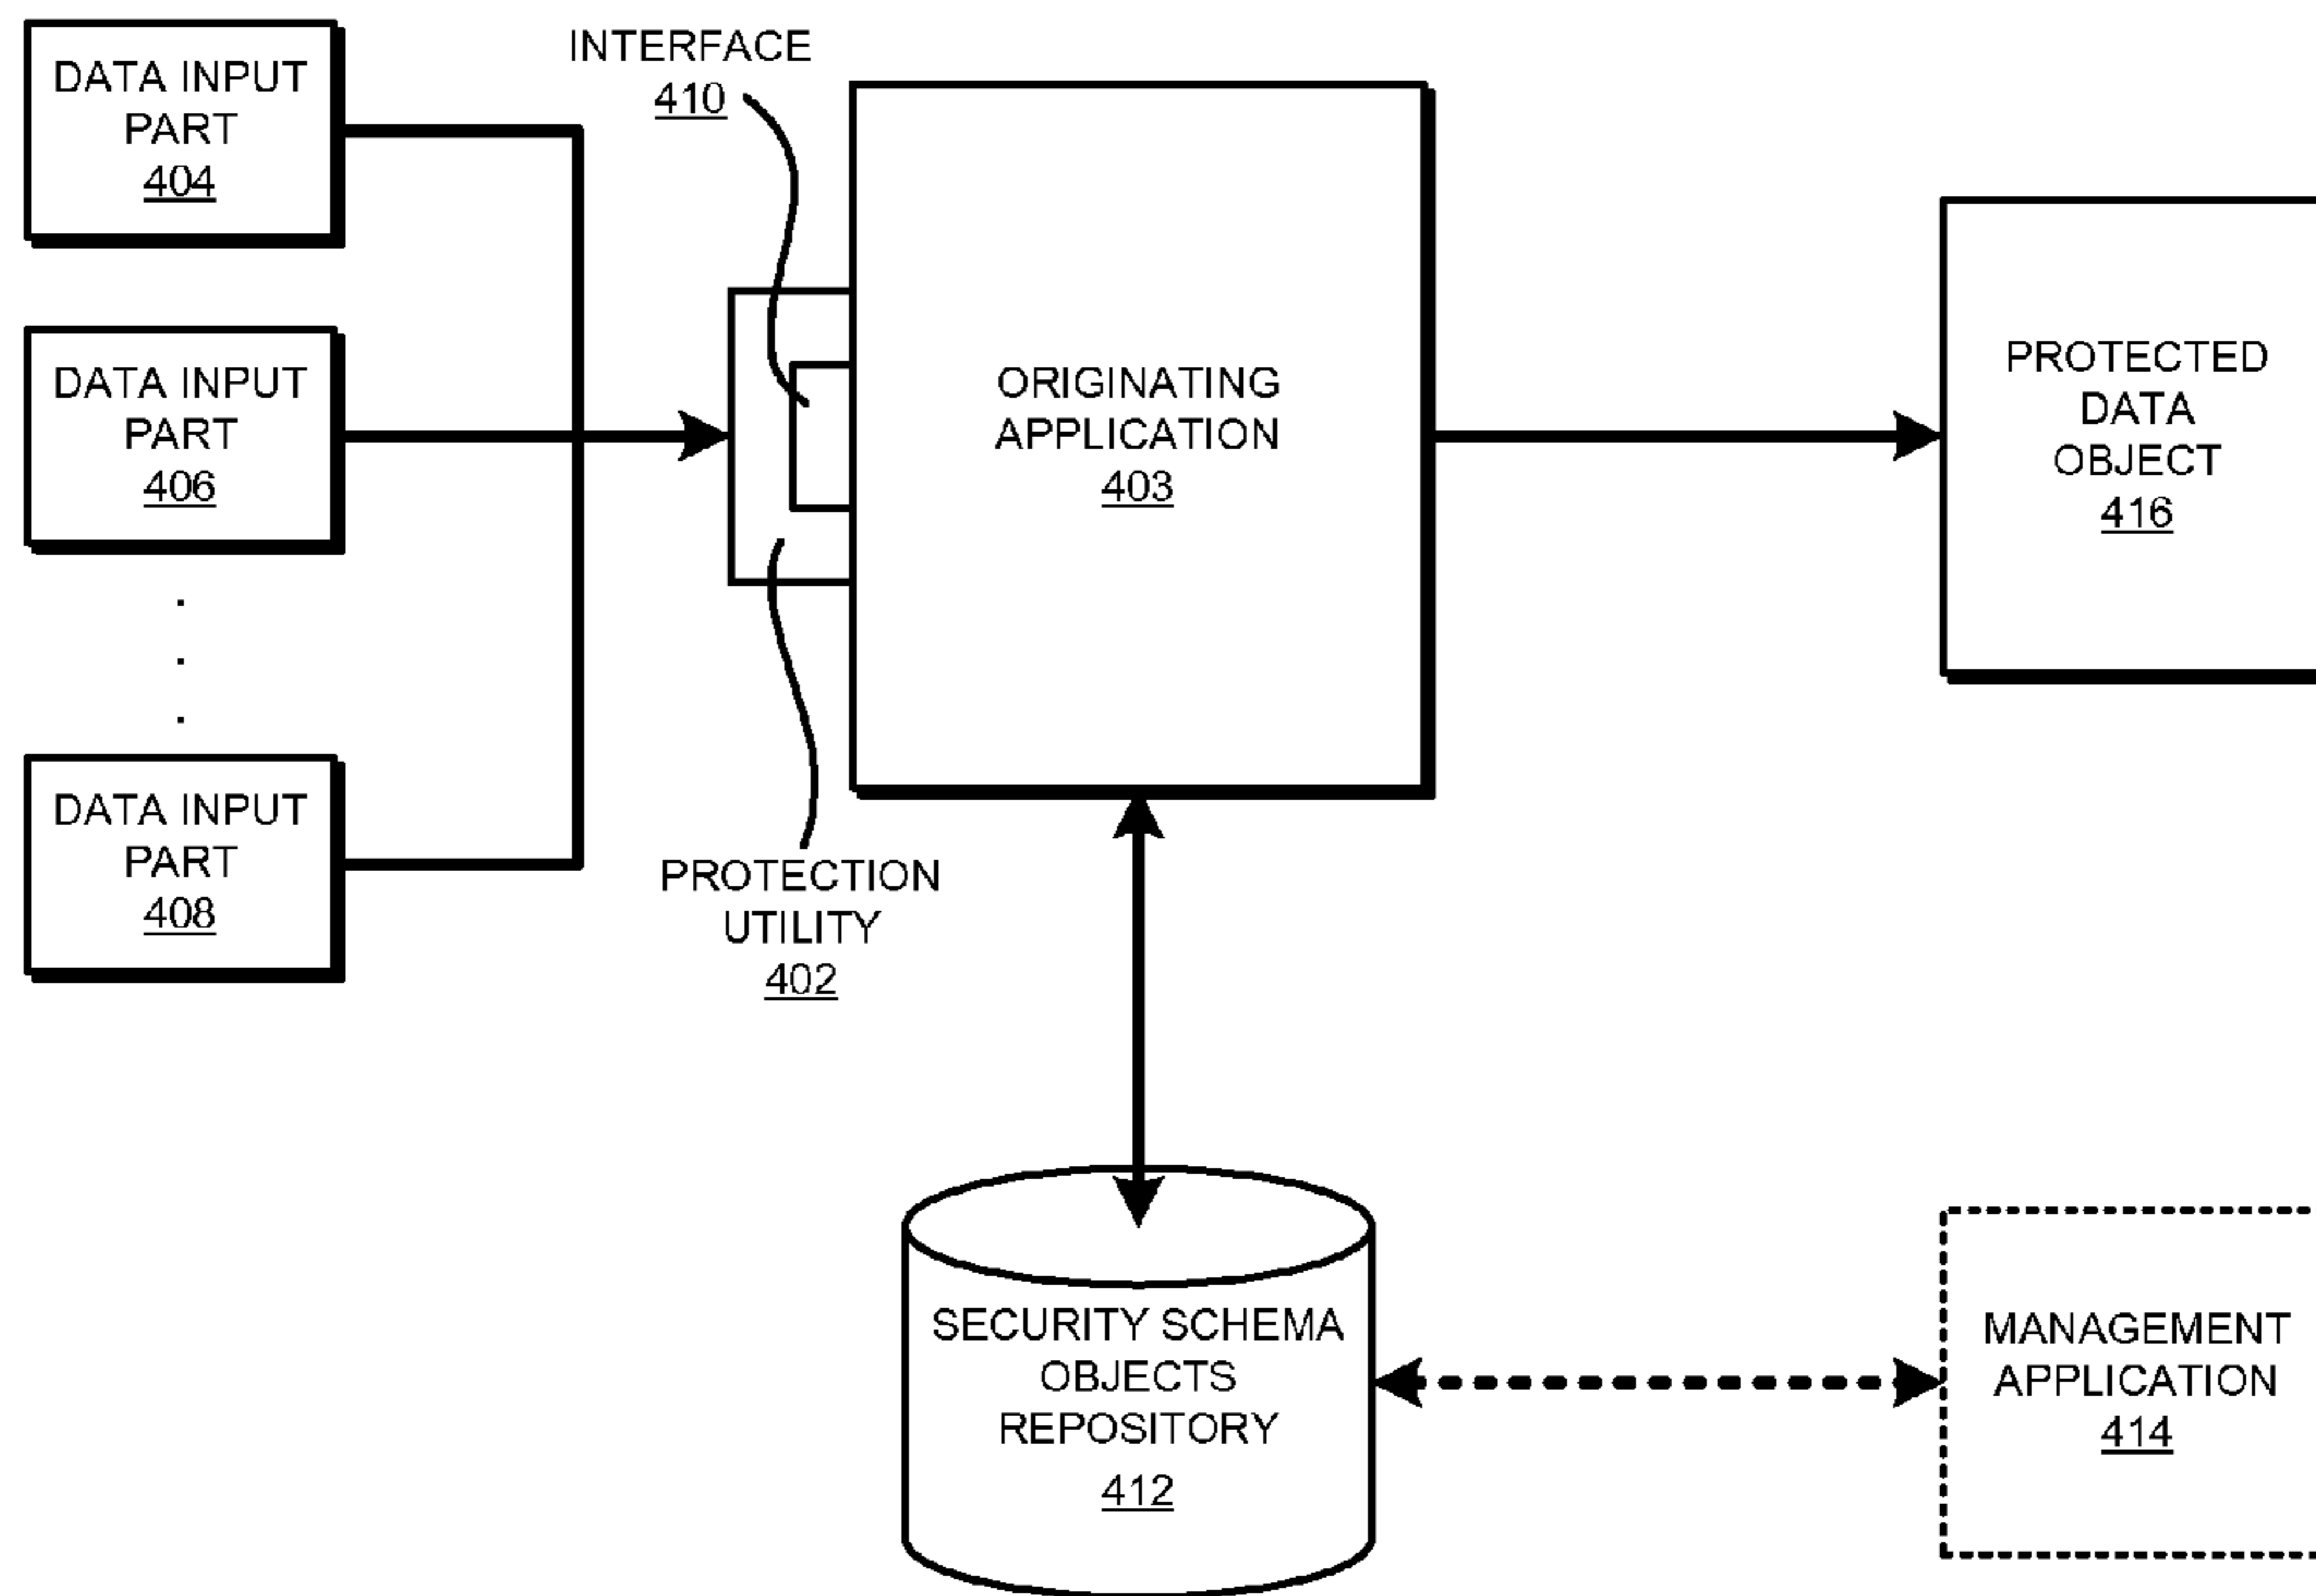 DATA INPUT
PART
404
DATA INPUT
PART
406
DATA INPUT
PART
408
INTERFACE
410
PROTECTION
UTILITY
402
ORIGINATING
APPLICATION
403
PROTECTED
DATA
OBJECT
416
SECURITY SCHEMA
OBJECTS
REPOSITORY
412
MANAGEMENT
APPLICATION
414